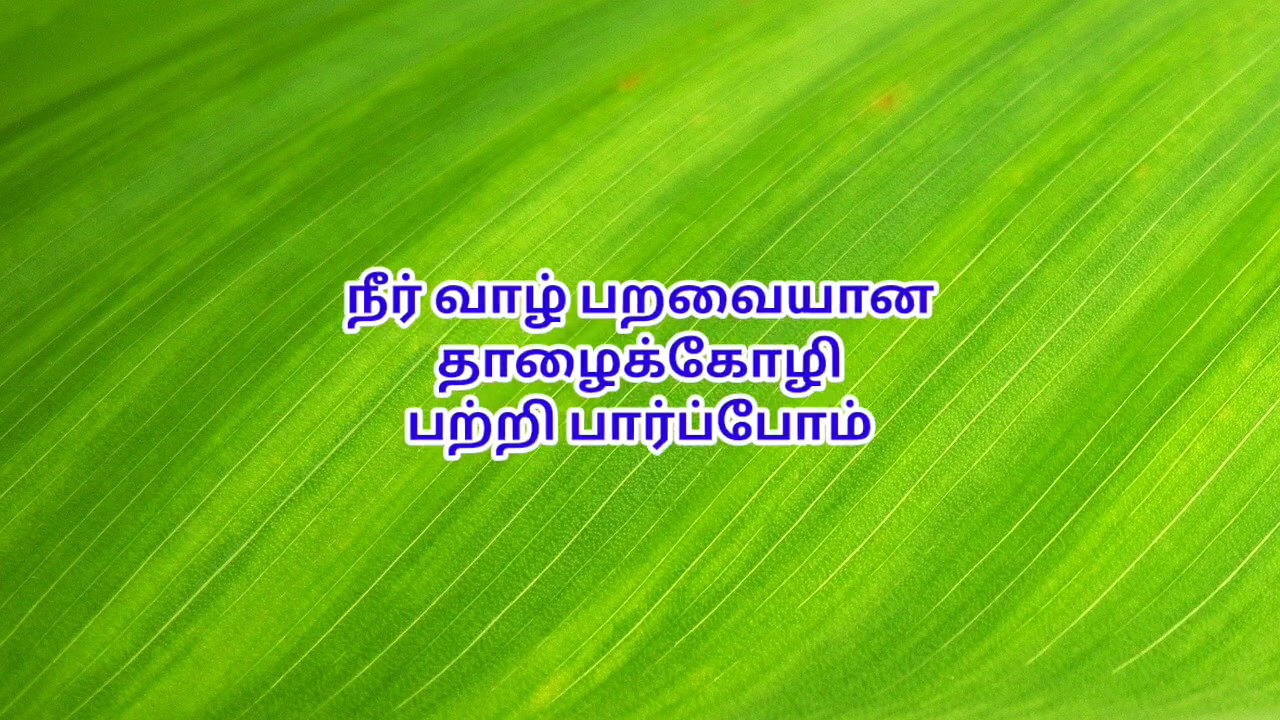 நீர் வாழ் பறவையான
தாழைக்கோழி
பற்றி பார்ப்போம்